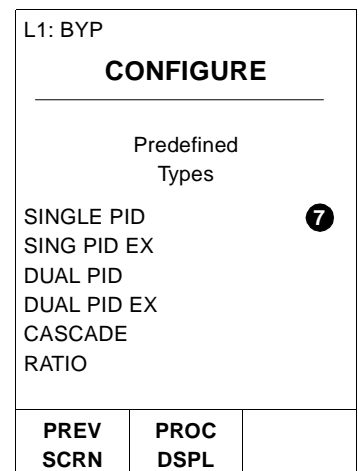 L1: BYP
CONFIGURE
Predefined
Types
SINGLE PID 7
SING PID EX
DUAL PID
DUAL PID EX
CASCADE
RATIO
PREV PROC
SCRN DSPL